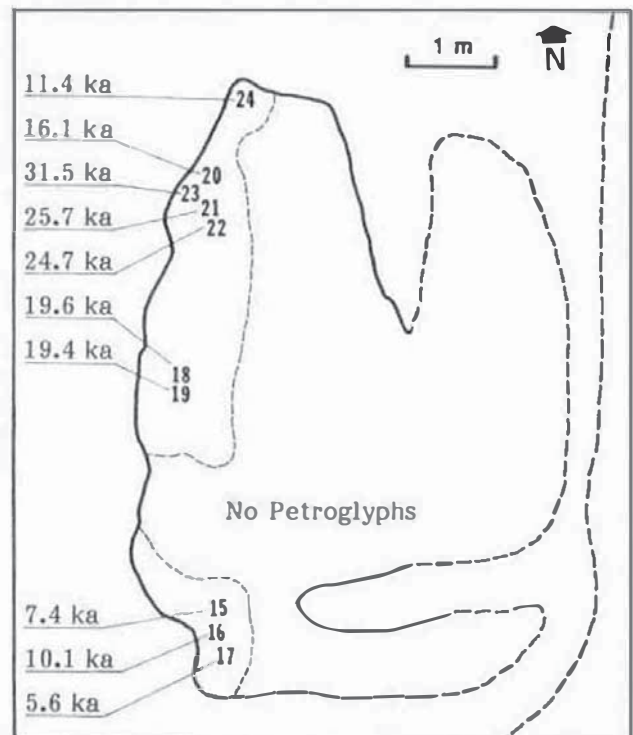 1 m
N
11.4 ka
24
16.1 ka
20
31.5 ka
23
25.7 ka
21
24.7 ka
22
19.6 ka
18
19.4 ka
19
No Petroglyphs
7.4 ka
15
10.1 ka
16
5.6 ka
17